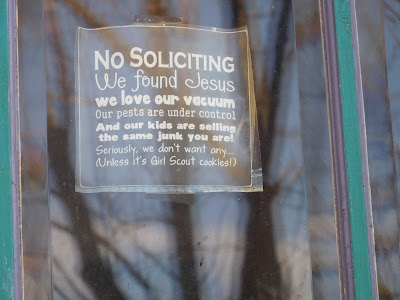 No Soliciting
We found Jesus
we love our vacuum
Our pests are under control
And our kids are selling
the same junk you are!
Seriously, we don't want any...
(Unless it's Girl Scout cookies!)